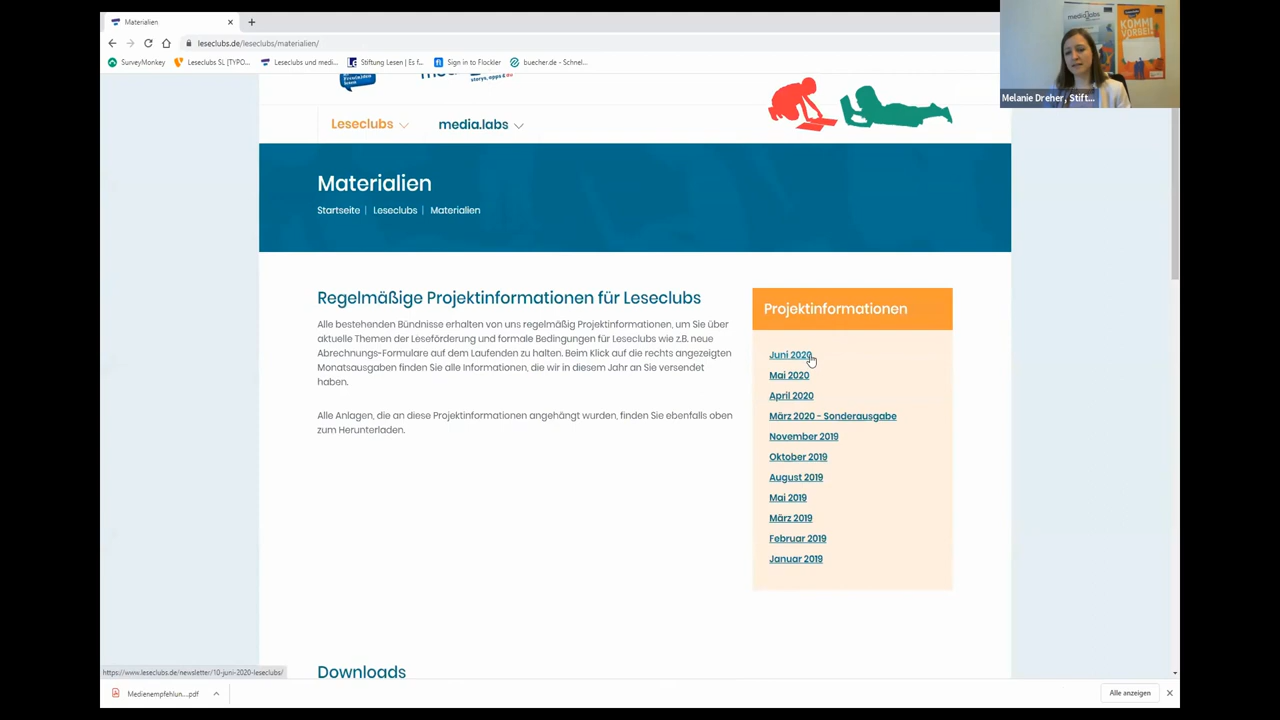 Materialien
leseclubs.de/leseclubs/materialien/
SurveyMonkey
Leseclubs SL [TYPO...
Leseclubs und medi...
Stiftung Lesen | Es f...
Sign in to Flockler
buecher.de - Schnel...
media.labs
KOMM
VORBEI!
Melanie Dreher, Stift...
storys, apps & du
Leseclubs
media.labs
Materialien
Startseite | Leseclubs | Materialien
Regelmäßige Projektinformationen für Leseclubs
Alle bestehenden Bündnisse erhalten von uns regelmäßig Projektinformationen, um Sie über
aktuelle Themen der Leseförderung und formale Bedingungen für Leseclubs wie z.B. neue
Abrechnungs-Formulare auf dem Laufenden zu halten. Beim Klick auf die rechts angezeigten
Monatsausgaben finden Sie alle Informationen, die wir in diesem Jahr an Sie versendet
haben.
Alle Anlagen, die an diese Projektinformationen angehängt wurden, finden Sie ebenfalls oben
zum Herunterladen.
Projektinformationen
Juni 2020
Mai 2020
April 2020
März 2020 - Sonderausgabe
November 2019
Oktober 2019
August 2019
Mai 2019
März 2019
Februar 2019
Januar 2019
Downloads
https://www.leseclubs.de/newsletter/10-juni-2020-leseclubs/
Medienempfehlun....pdf
Alle anzeigen